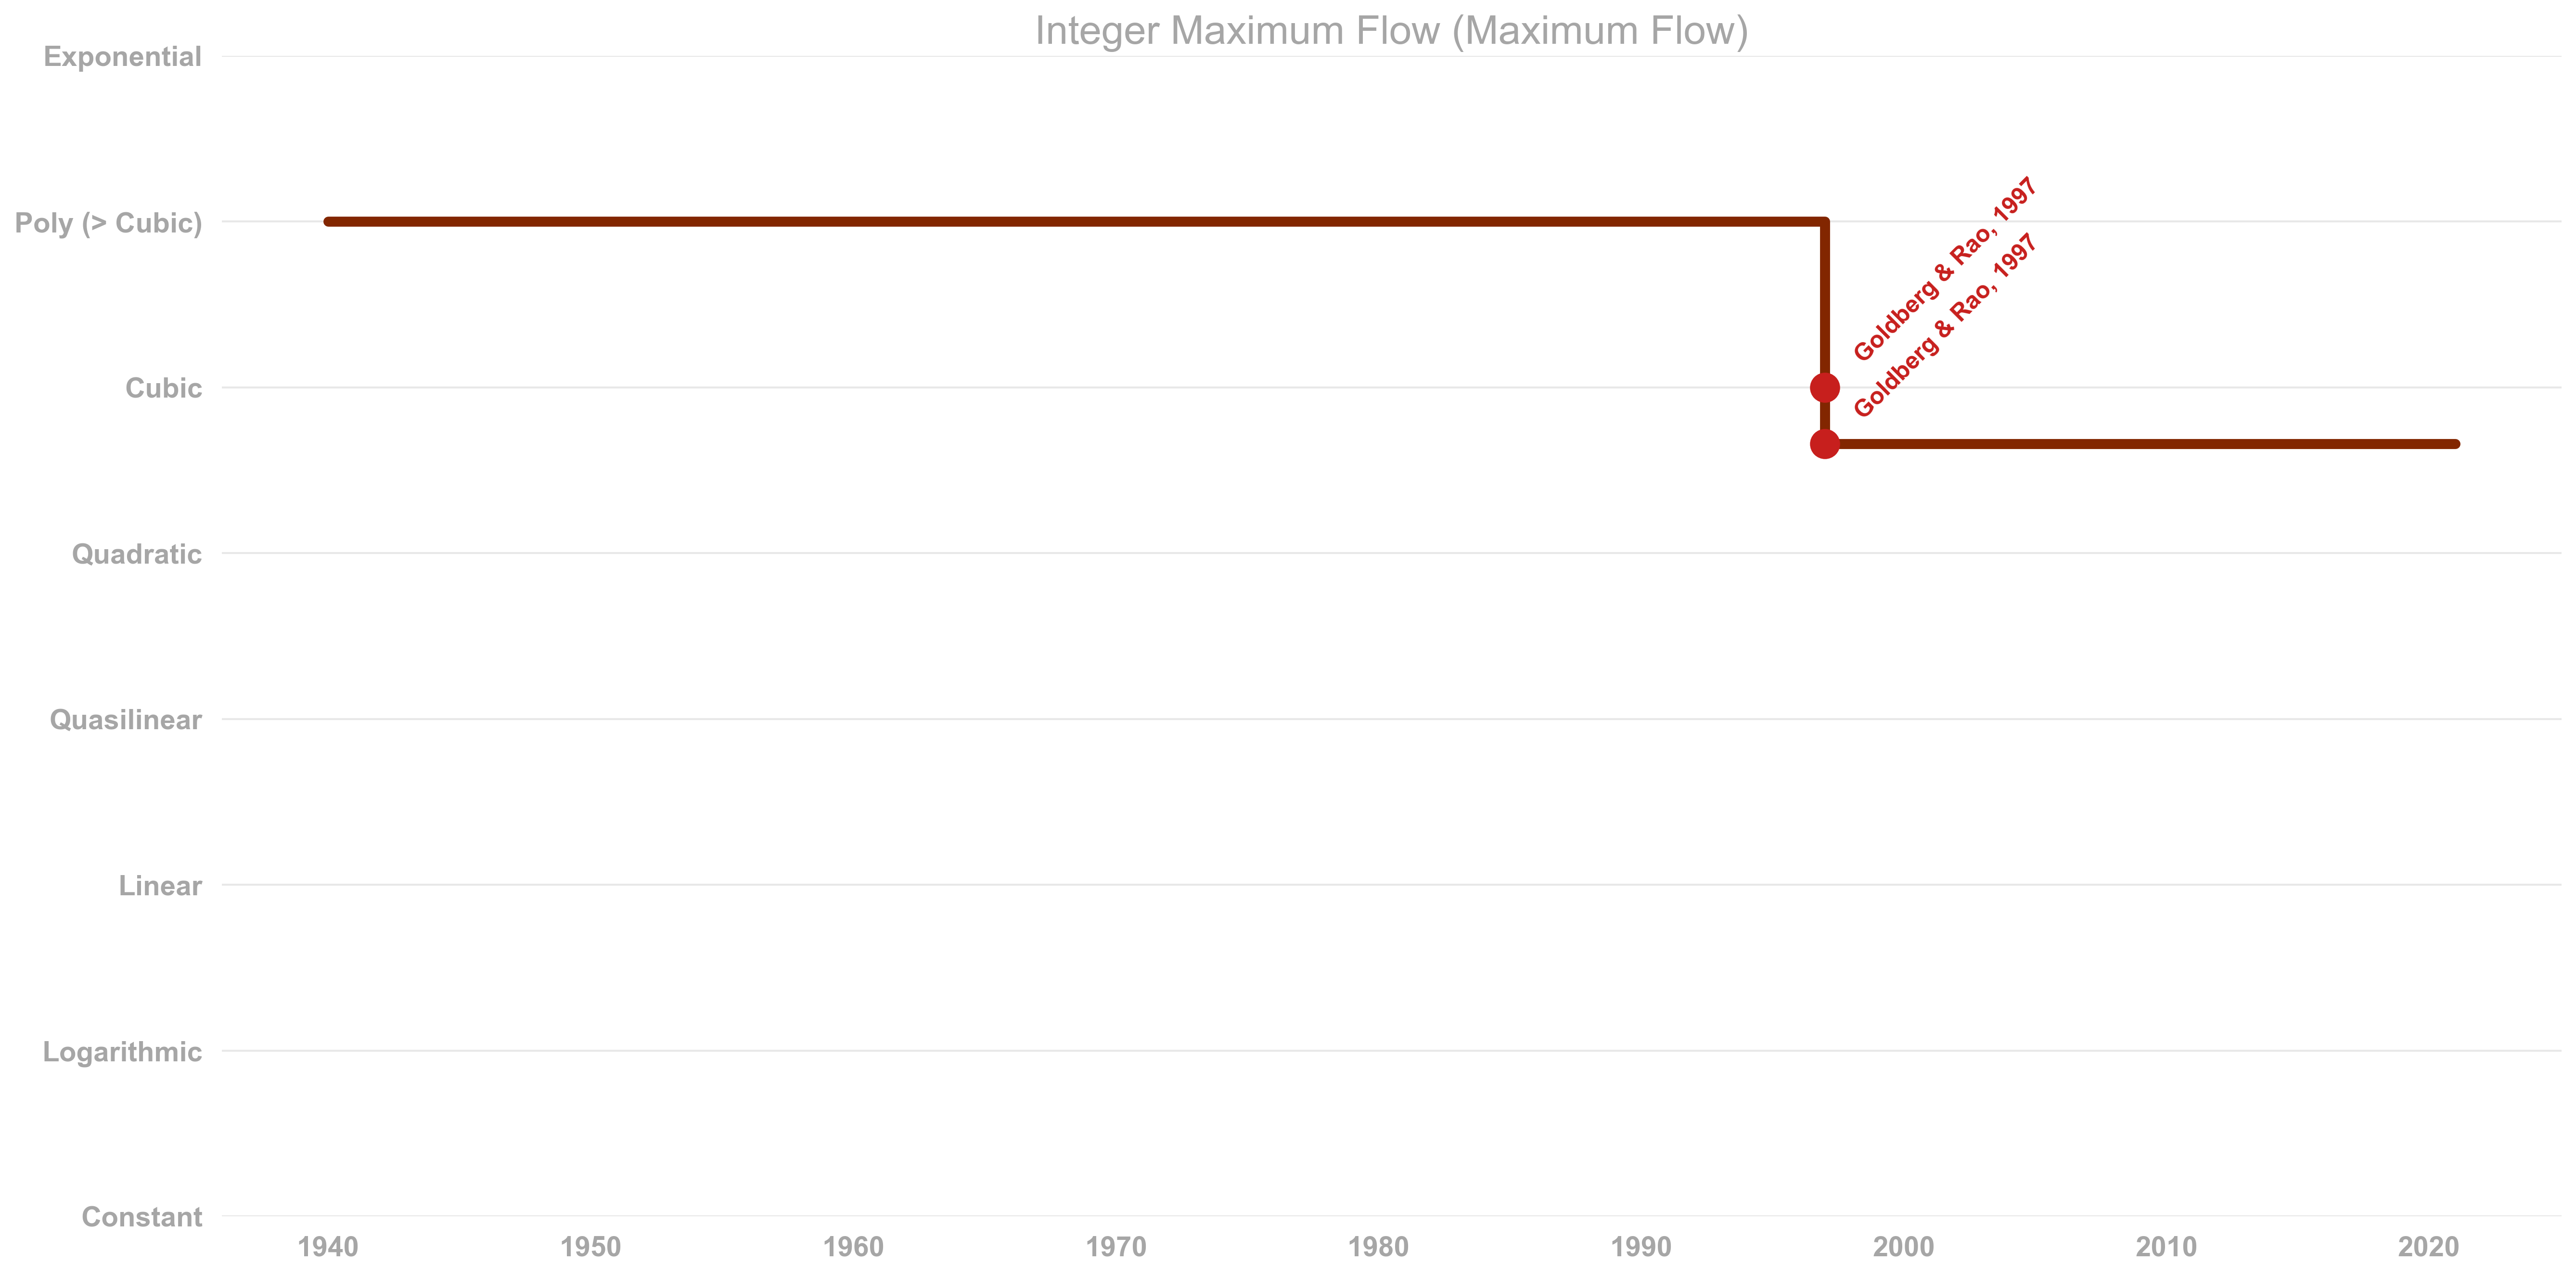 Integer Maximum Flow (Maximum Flow)
Exponential
Poly (> Cubic)
Cubic
Quadratic
Quasilinear
Linear
Logarithmic
Constant
Goldberg & Rao, 1997
Goldberg & Rao, 1997
1940 1950 1960 1970 1980 1990 2000 2010 2020